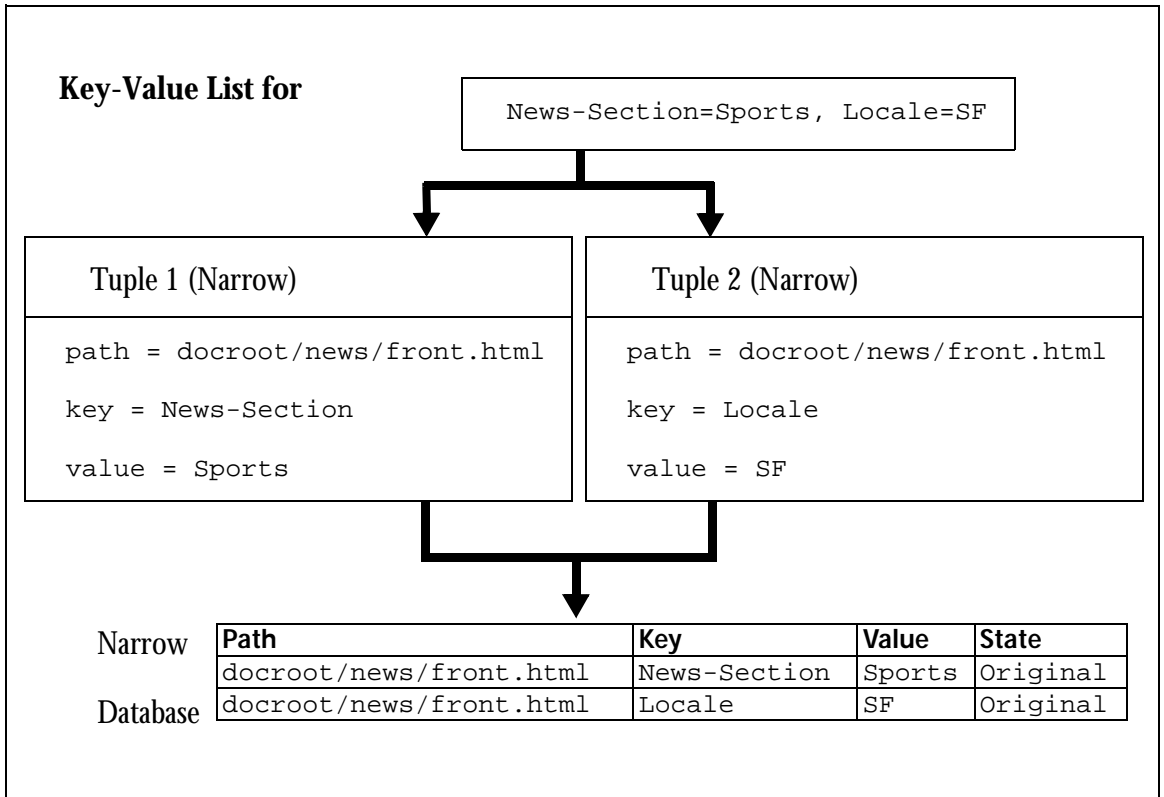 Key-Value List for
News-Section=Sports, Locale=SF
Tuple 1 (Narrow)
path = docroot/news/front.html
key = News-Section
value = Sports
Tuple 2 (Narrow)
path = docroot/news/front.html
key = Locale
value = SF
Narrow
Database
Path Key Value State
docroot/news/front.html News-Section Sports Original
docroot/news/front.html Locale SF Original